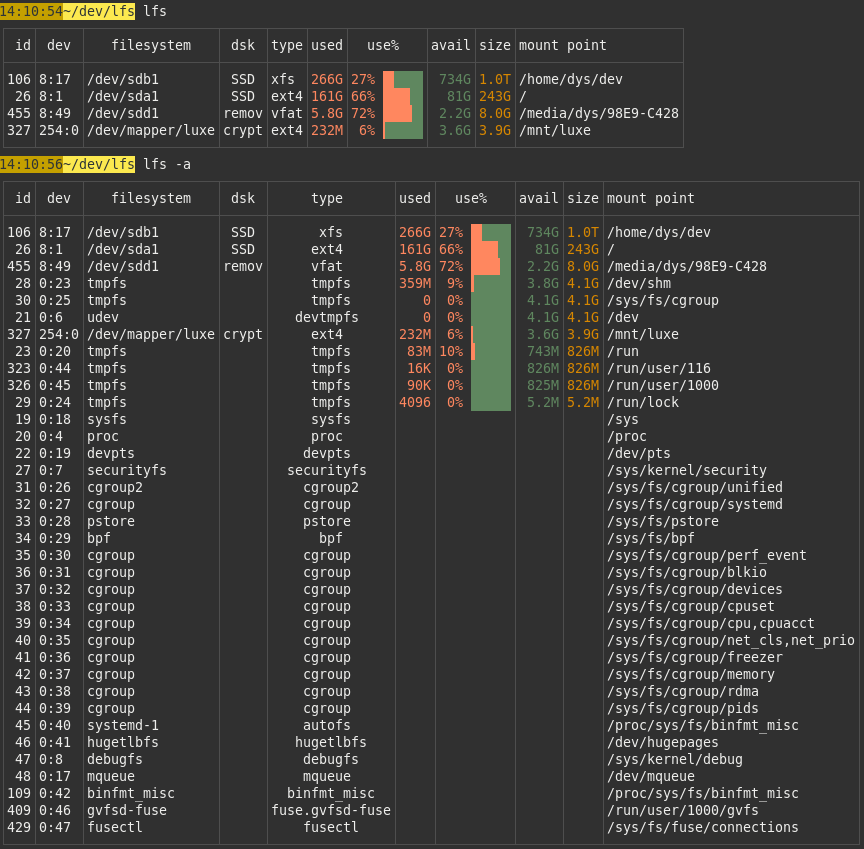 14:10:54~/dev/lfs lfs
id dev filesystem dsk type used use% avail size mount point
106 8:17 /dev/sdb1 SSD xfs 266G 27% 734G 1.0T /home/dys/dev
26 8:1 /dev/sda1 SSD ext4 161G 66% 81G 243G /
455 8:49 /dev/sdd1 remov vfat 5.8G 72% 2.2G 8.0G /media/dys/98E9-C428
327 254:0 /dev/mapper/luxe crypt ext4 232M 6% 3.6G 3.9G /mnt/luxe
14:10:56~/dev/lfs lfs -a
id dev filesystem dsk type used use% avail size mount point
106 8:17 /dev/sdb1 SSD xfs 266G 27% 734G 1.0T /home/dys/dev
26 8:1 /dev/sda1 SSD ext4 161G 66% 81G 243G /
455 8:49 /dev/sdd1 remov vfat 5.8G 72% 2.2G 8.0G /media/dys/98E9-C428
28 0:23 tmpfs tmpfs 359M 9% 3.8G 4.1G /dev/shm
30 0:25 tmpfs tmpfs 0 0% 4.1G 4.1G /sys/fs/cgroup
21 0:6 udev devtmpfs 0 0% 4.1G 4.1G /dev
327 254:0 /dev/mapper/luxe crypt ext4 232M 6% 3.6G 3.9G /mnt/luxe
23 0:20 tmpfs tmpfs 83M 10% 743M 826M /run
323 0:44 tmpfs tmpfs 16K 0% 826M 826M /run/user/116
326 0:45 tmpfs tmpfs 90K 0% 825M 826M /run/user/1000
29 0:24 tmpfs tmpfs 4096 0% 5.2M 5.2M /run/lock
19 0:18 sysfs sysfs /sys
20 0:4 proc proc /proc
22 0:19 devpts devpts /dev/pts
27 0:7 securityfs securityfs /sys/kernel/security
31 0:26 cgroup2 cgroup2 /sys/fs/cgroup/unified
32 0:27 cgroup cgroup /sys/fs/cgroup/systemd
33 0:28 pstore pstore /sys/fs/pstore
34 0:29 bpf bpf /sys/fs/bpf
35 0:30 cgroup cgroup /sys/fs/cgroup/perf_event
36 0:31 cgroup cgroup /sys/fs/cgroup/blkio
37 0:32 cgroup cgroup /sys/fs/cgroup/devices
38 0:33 cgroup cgroup /sys/fs/cgroup/cpuset
39 0:34 cgroup cgroup /sys/fs/cgroup/cpu,cpuacct
40 0:35 cgroup cgroup /sys/fs/cgroup/net_cls,net_prio
41 0:36 cgroup cgroup /sys/fs/cgroup/freezer
42 0:37 cgroup cgroup /sys/fs/cgroup/memory
43 0:38 cgroup cgroup /sys/fs/cgroup/rdma
44 0:39 cgroup cgroup /sys/fs/cgroup/pids
45 0:40 systemd-1 autofs /proc/sys/fs/binfmt_misc
46 0:41 hugetlbfs hugetlbfs /dev/hugepages
47 0:8 debugfs debugfs /sys/kernel/debug
48 0:17 mqueue mqueue /dev/mqueue
109 0:42 binfmt_misc binfmt_misc /proc/sys/fs/binfmt_misc
409 0:46 gvfsd-fuse fuse.gvfsd-fuse /run/user/1000/gvfs
429 0:47 fusectl fusectl /sys/fs/fuse/connections